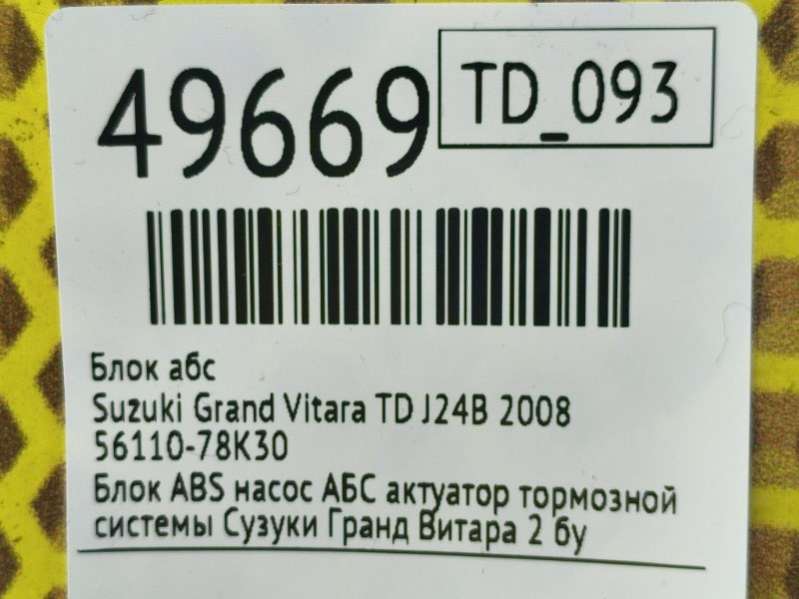 49669
TD_093
Блок абс
Suzuki Grand Vitara TD J24B 2008
56110-78K30
Блок ABS насос АБС актуатор тормозной
системы Сузуки Гранд Витара 2 бу